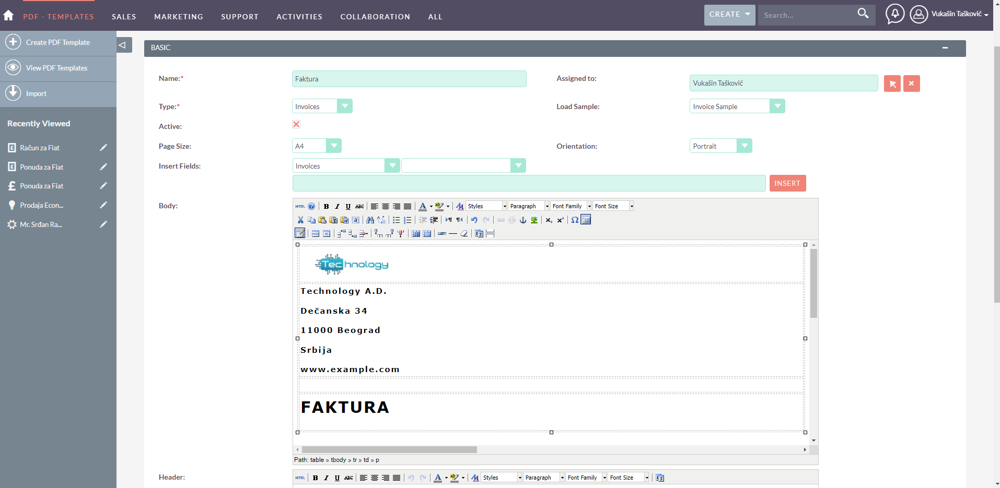 PDF - TEMPLATES SALES MARKETING SUPPORT ACTIVITIES COLLABORATION ALL CREATE Search... Vukašin Tašković
Create PDF Template
View PDF Templates
Import
Recently Viewed
Račun za Fiat
Ponuda za Fiat
Ponuda za Fiat
Prodaja Econ...
Mr. Srđan Ra...
BASIC
Name:* Faktura Assigned to: Vukašin Tašković
Type:* Invoices Load Sample: Invoice Sample
Active:
Page Size: A4 Orientation: Portrait
Insert Fields: Invoices
INSERT
Body:
HTML B I U ABC A ab Styles Paragraph Font Family Font Size
Technology
Technology A.D.
Dečanska 34
11000 Beograd
Srbija
www.example.com
FAKTURA
Path: table » tbody » tr » td » p
Header:
HTML B I U ABC A ab Styles Paragraph Font Family Font Size